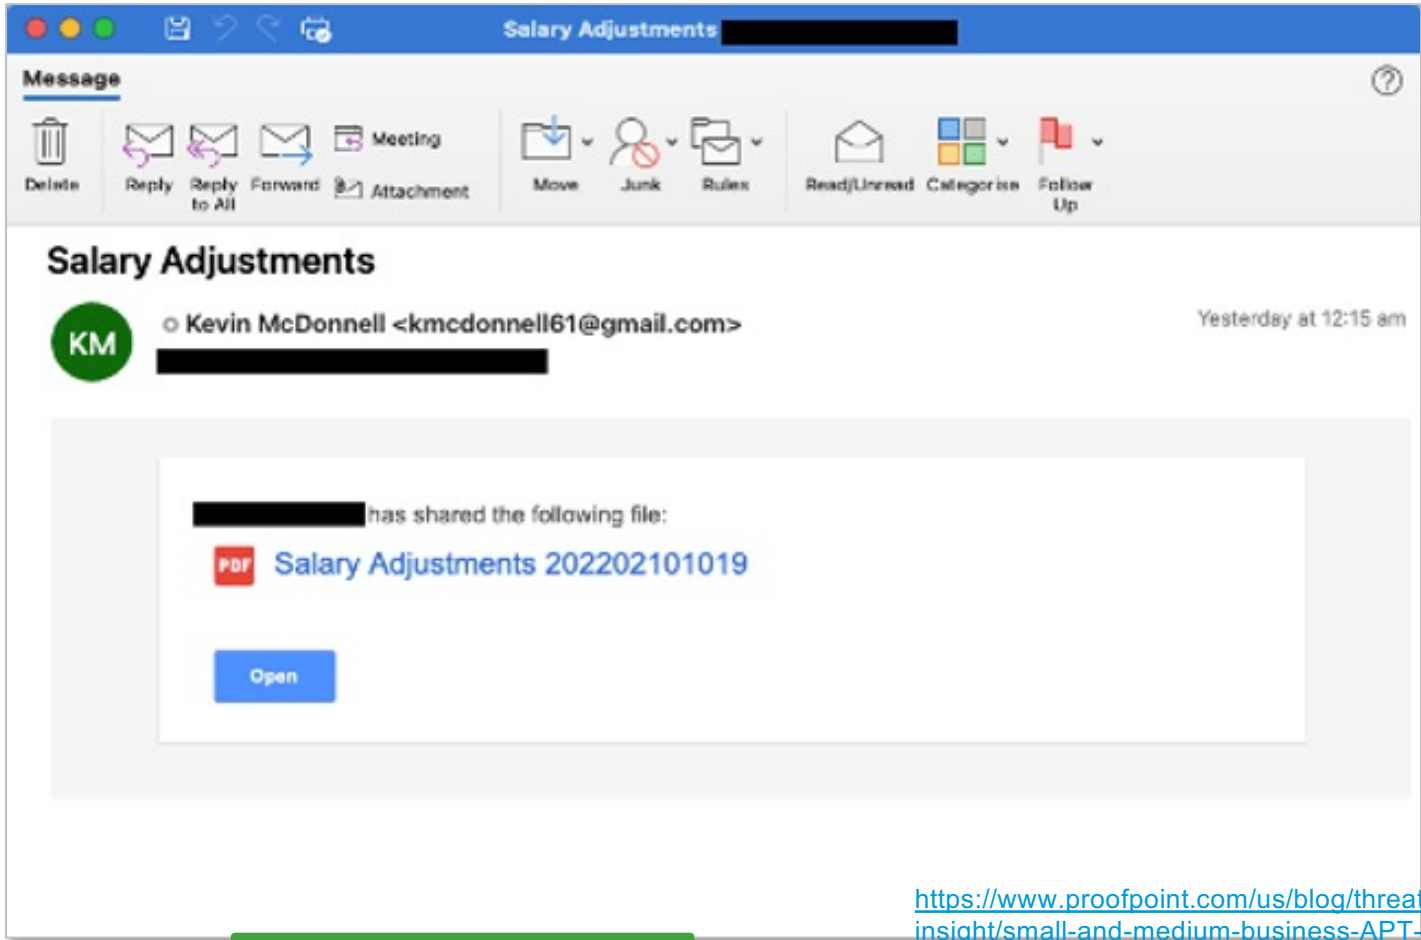 Salary Adjustments
Message
Meeting
Attachment
Delete
Reply
Reply to All
Forward
Move
Junk
Rules
Read/Unread
Categorise
Follow Up
Salary Adjustments
KM
Kevin McDonnell <kmcdonnell61@gmail.com>
Yesterday at 12:15 am
has shared the following file:
PDF
Salary Adjustments 202202101019
Open
https://www.proofpoint.com/us/blog/threat
insight/small-and-medium-business-APT-